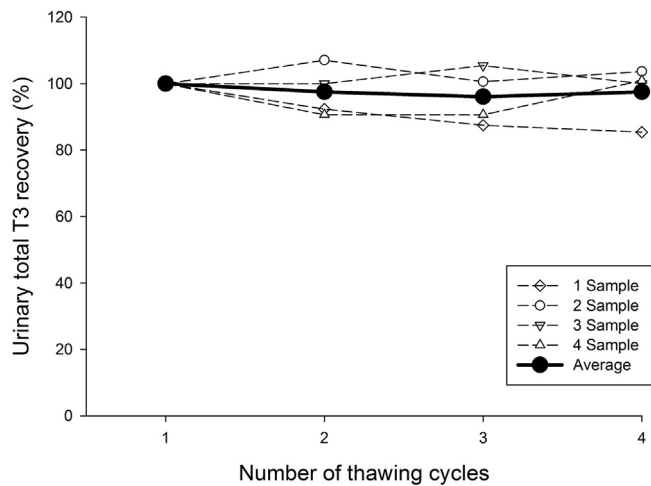 120
100
80
60
40
20
0
Urinary total T3 recovery (%)
1 Sample
2 Sample
3 Sample
4 Sample
Average
1 2 3 4
Number of thawing cycles